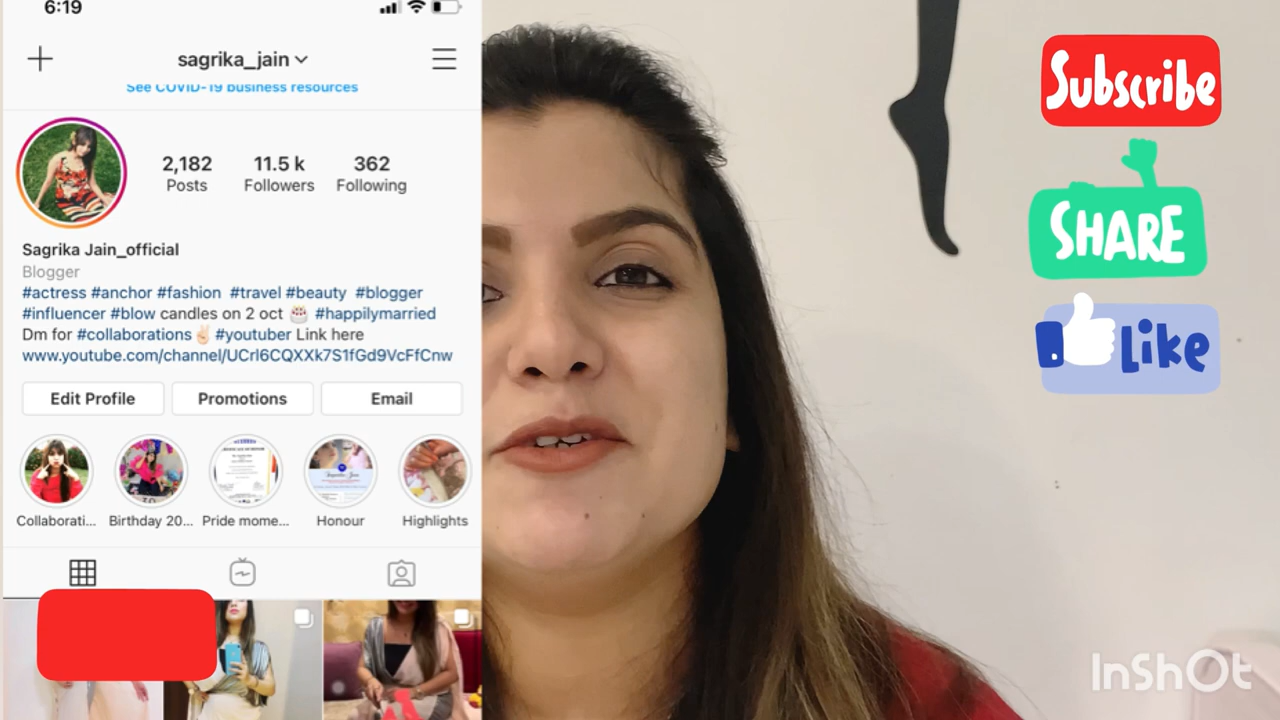 6:19
sagrika_jain
See COVID-19 business resources
2,182 11.5 k 362
Posts Followers Following
Sagrika Jain_official
Blogger
#actress #anchor #fashion #travel #beauty #blogger
#influencer #blow candles on 2 oct 🎂 #happilymarried
Dm for #collaborations✌🏻 #youtuber Link here
www.youtube.com/channel/UCrl6CQXXk7S1fGd9VcFfCnw
Edit Profile Promotions Email
Collaborati... Birthday 20... Pride mome... Honour Highlights
Subscribe
SHARE
Like
InShOt